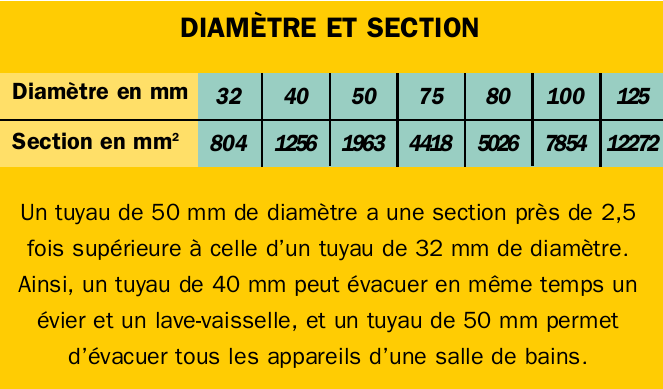 DIAMÈTRE ET SECTION
Diamètre en mm 32 40 50 75 80 100 125
Section en mm² 804 1256 1963 4418 5026 7854 12272
Un tuyau de 50 mm de diamètre a une section près de 2,5
fois supérieure à celle d'un tuyau de 32 mm de diamètre.
Ainsi, un tuyau de 40 mm peut évacuer en même temps un
évier et un lave-vaisselle, et un tuyau de 50 mm permet
d'évacuer tous les appareils d'une salle de bains.